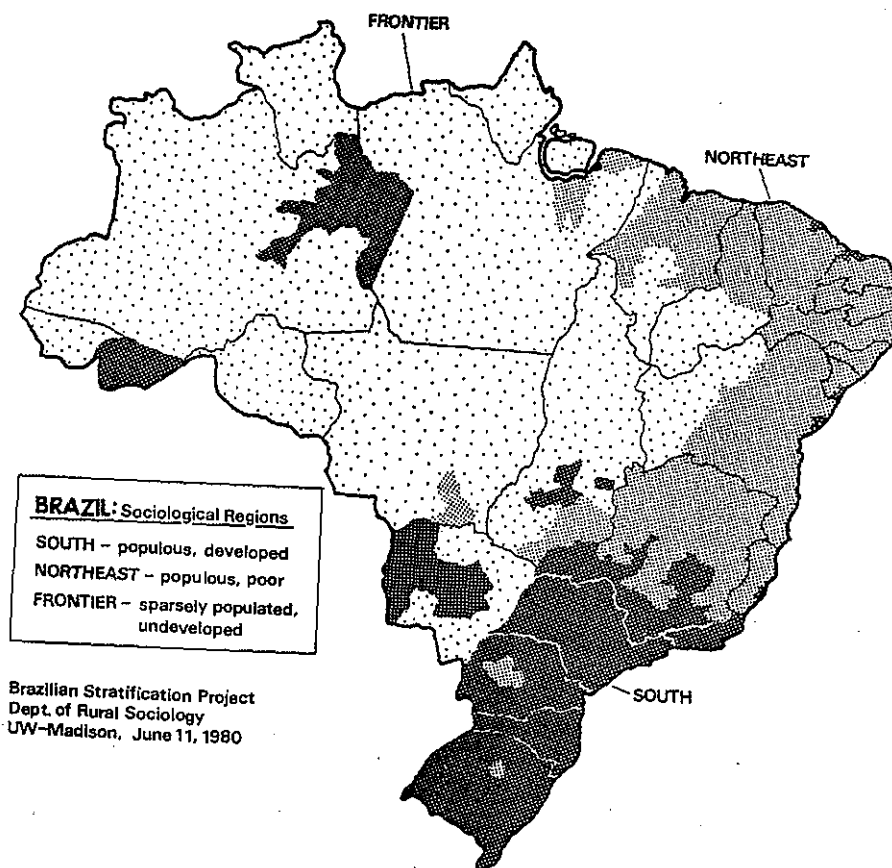 FRONTIER
NORTHEAST
BRAZIL: Sociological Regions
SOUTH – populous, developed
NORTHEAST – populous, poor
FRONTIER – sparsely populated,
undeveloped
SOUTH
Brazilian Stratification Project
Dept. of Rural Sociology
UW-Madison, June 11, 1980